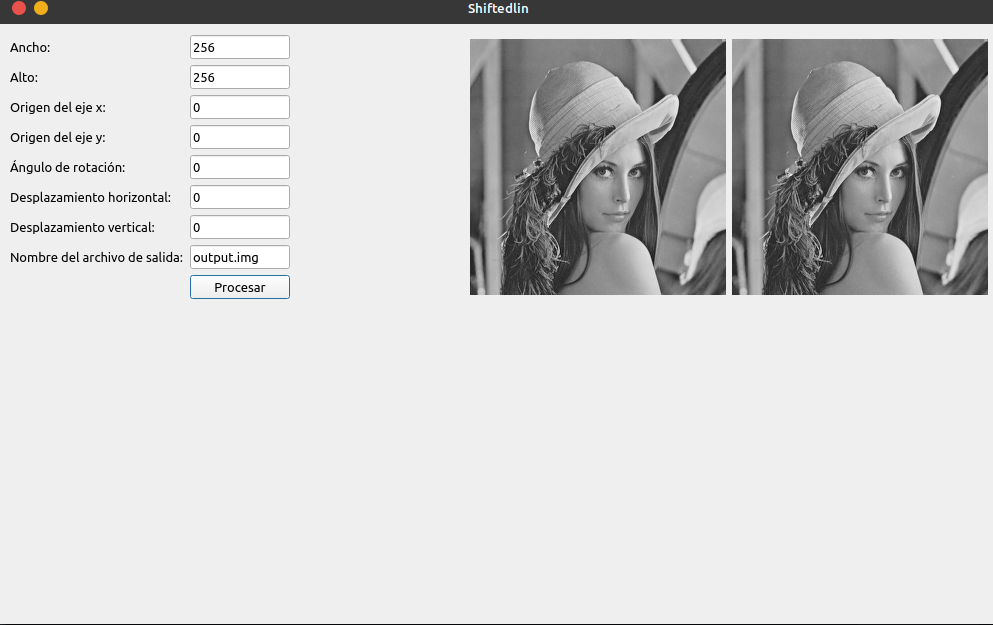 Shiftedlin
Ancho: 256
Alto: 256
Origen del eje x: 0
Origen del eje y: 0
Ángulo de rotación: 0
Desplazamiento horizontal: 0
Desplazamiento vertical: 0
Nombre del archivo de salida: output.img
Procesar